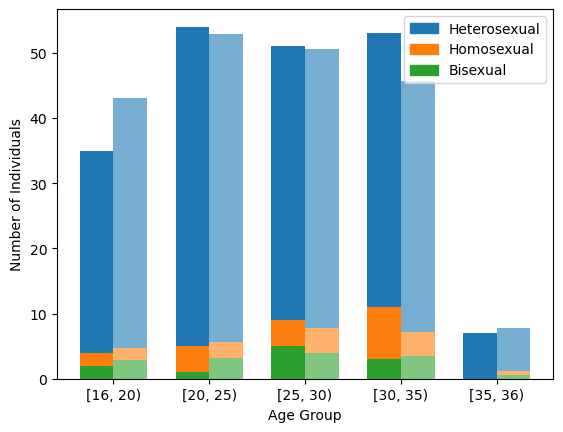 Heterosexual
Homosexual
Bisexual
50
40
30
20
10
0
Number of Individuals
[16, 20)
[20, 25)
[25, 30)
[30, 35)
[35, 36)
Age Group